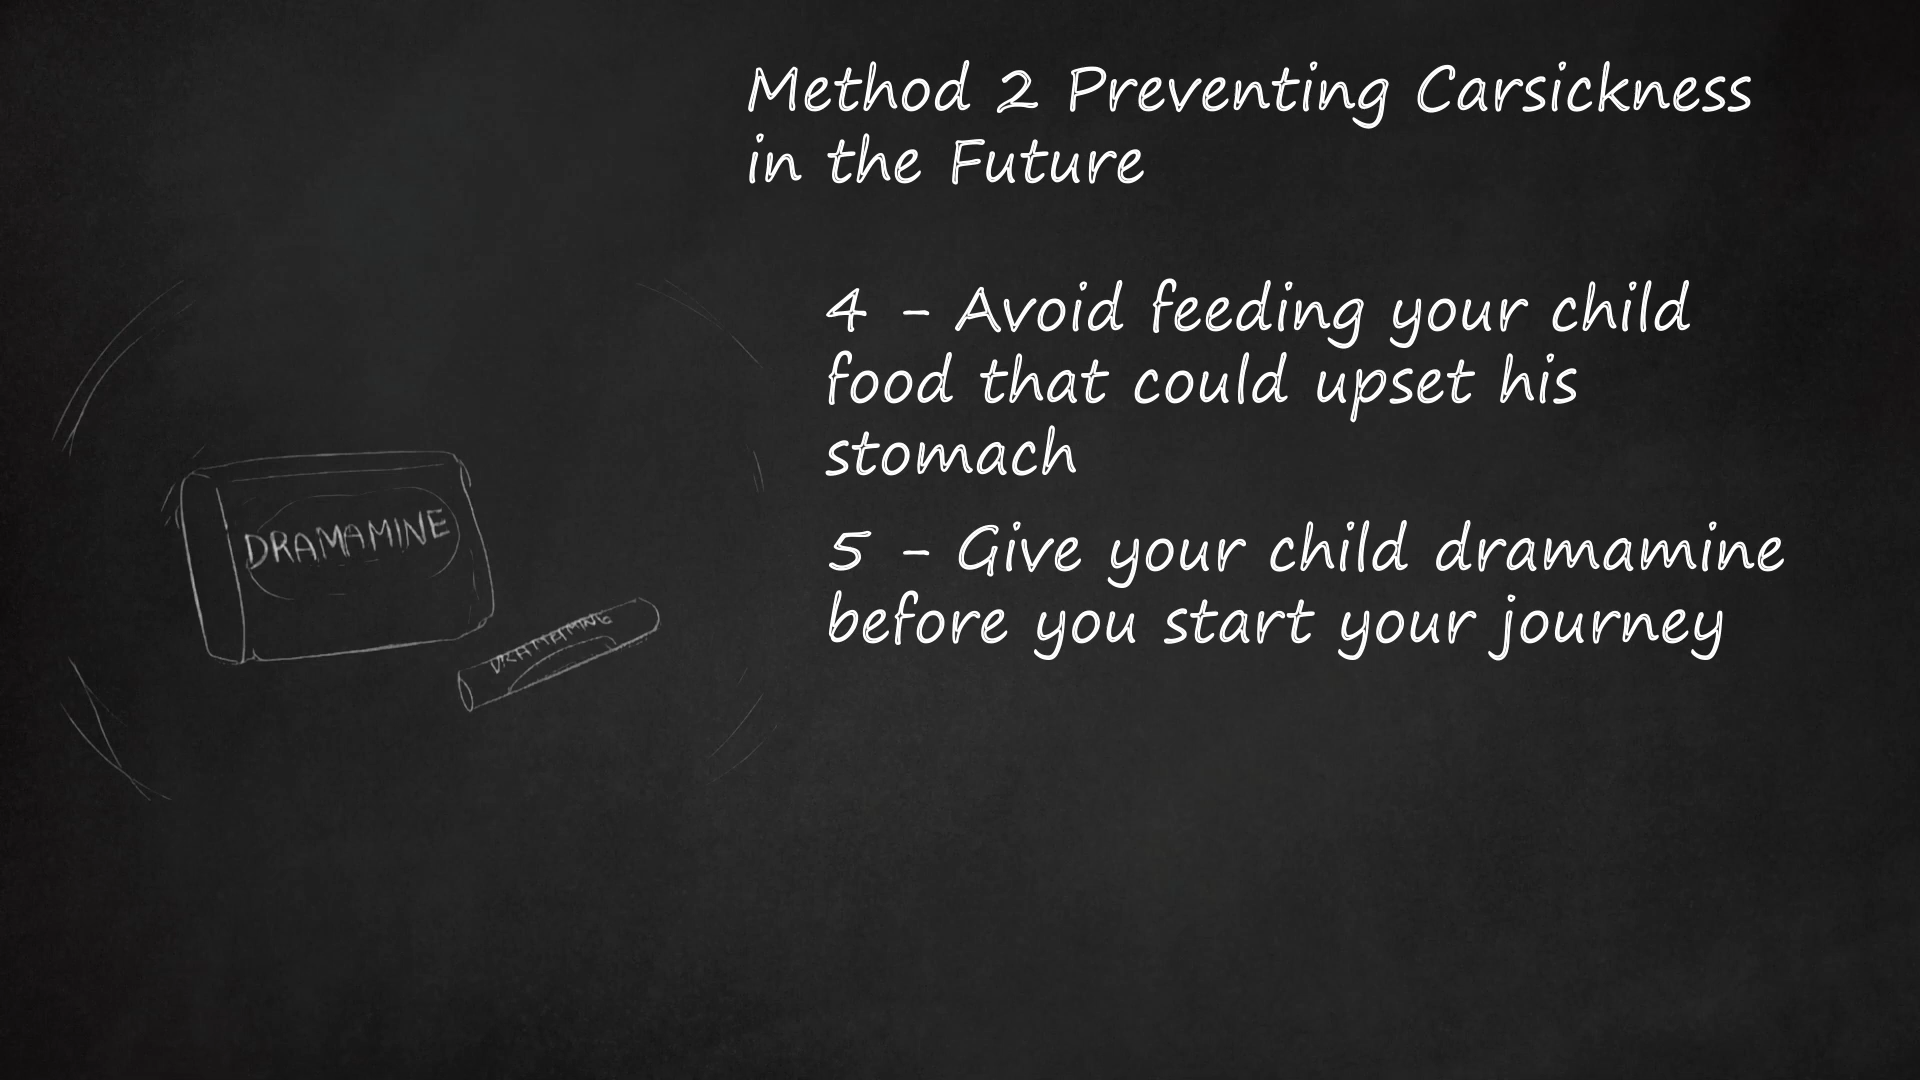 Method 2 Preventing Carsickness
in the Future
4 - Avoid feeding your child
food that could upset his
stomach
5 - Give your child dramamine
before you start your journey
DRAMAMINE
DRAMAMINE